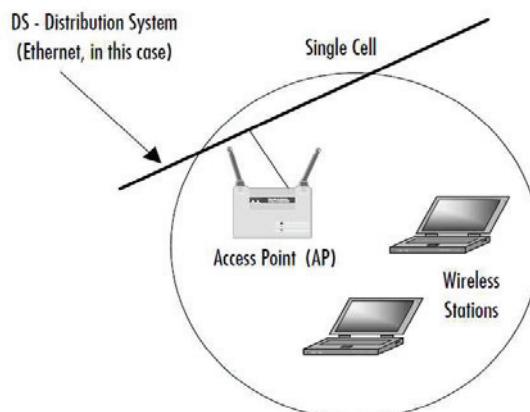 DS - Distribution System
(Ethernet, in this case)
Single Cell
Access Point (AP)
Wireless
Stations